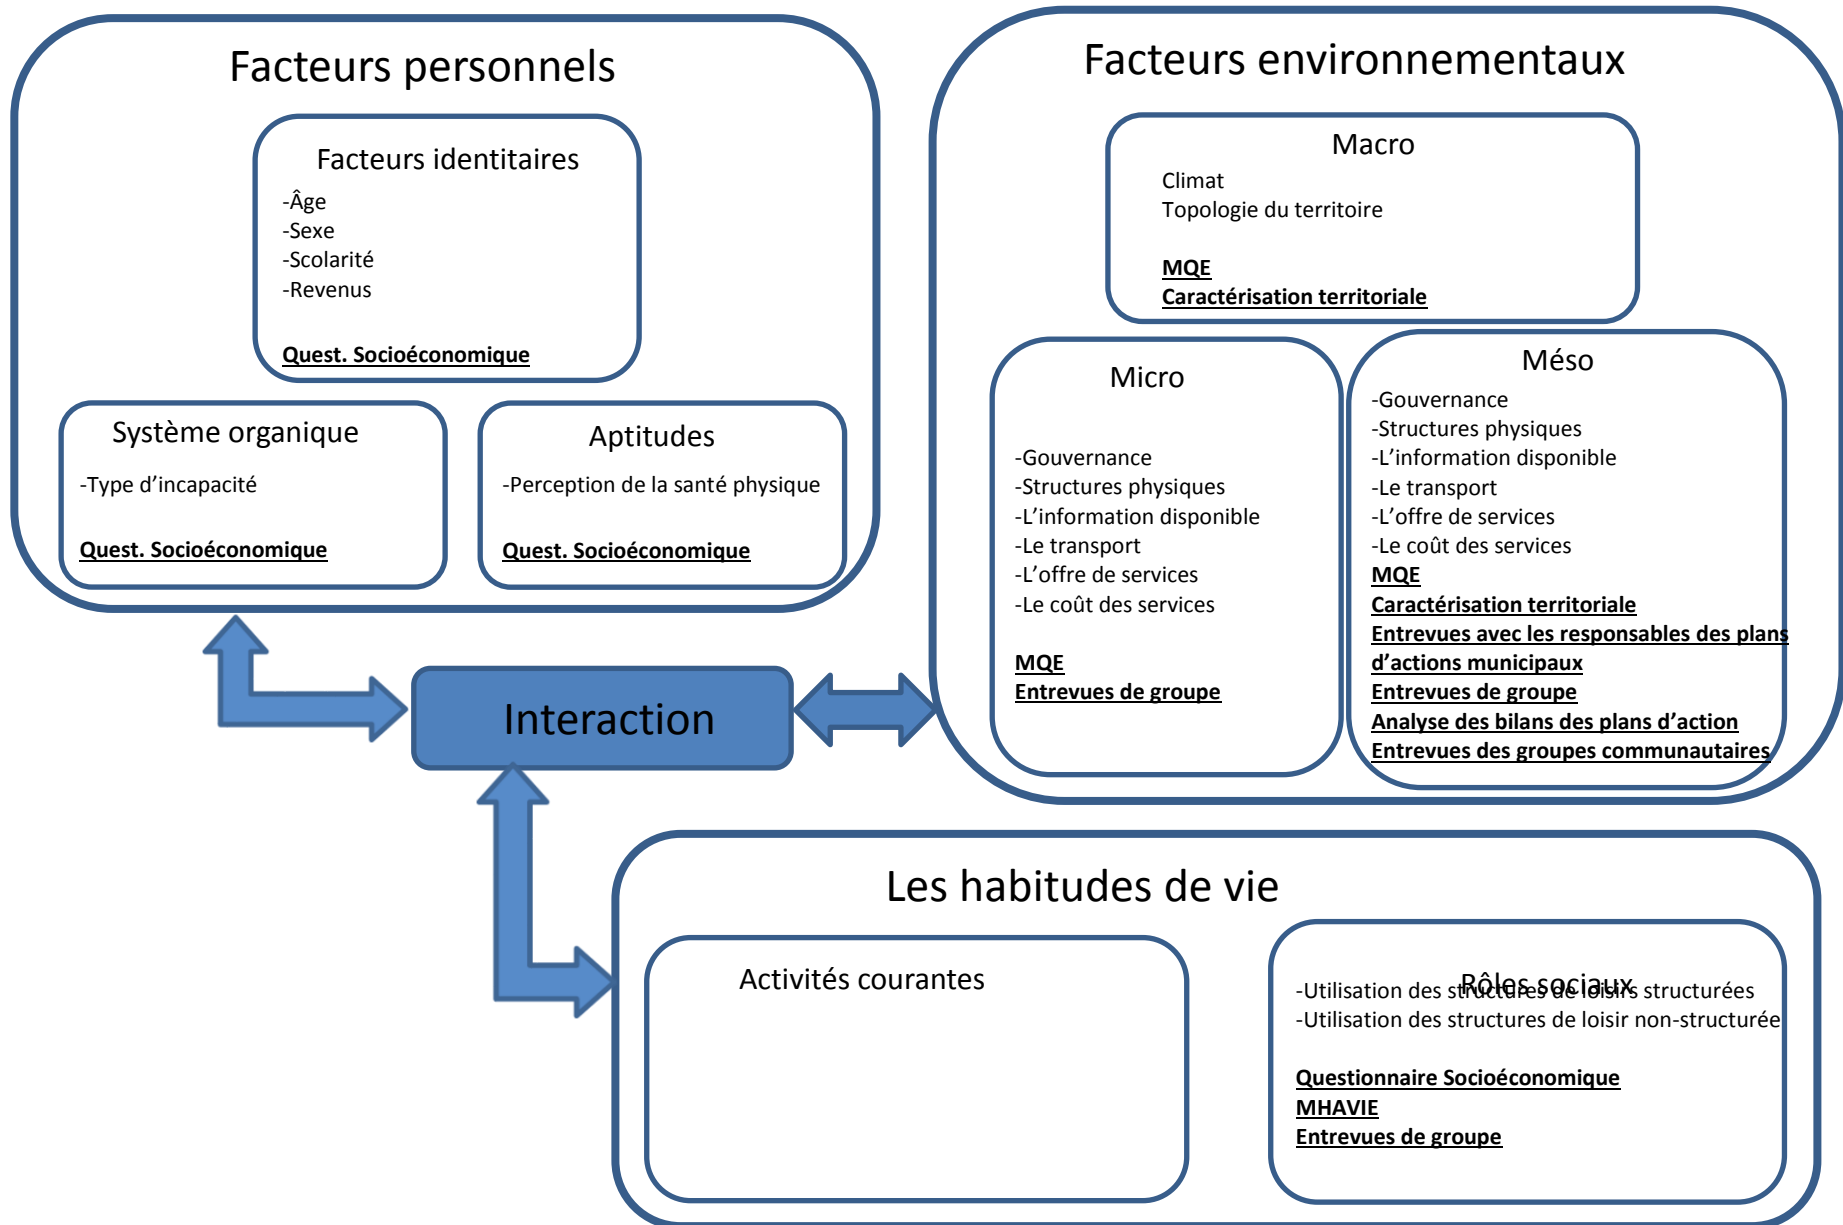 Facteurs personnels
Facteurs identitaires
-Âge
-Sexe
-Scolarité
-Revenus
Quest. Socioéconomique
Système organique
-Type d’incapacité
Quest. Socioéconomique
Aptitudes
-Perception de la santé physique
Quest. Socioéconomique
Facteurs environnementaux
Macro
Climat
Topologie du territoire
MQE
Caractérisation territoriale
Micro
-Gouvernance
-Structures physiques
-L’information disponible
-Le transport
-L’offre de services
-Le coût des services
MQE
Entrevues de groupe
Méso
-Gouvernance
-Structures physiques
-L’information disponible
-Le transport
-L’offre de services
-Le coût des services
MQE
Caractérisation territoriale
Entrevues avec les responsables des plans
d’actions municipaux
Entrevues de groupe
Analyse des bilans des plans d’action
Entrevues des groupes communautaires
Interaction
Les habitudes de vie
Activités courantes
Rôles sociaux
-Utilisation des structures de loisirs structurées
-Utilisation des structures de loisir non-structurée
Questionnaire Socioéconomique
MHAVIE
Entrevues de groupe